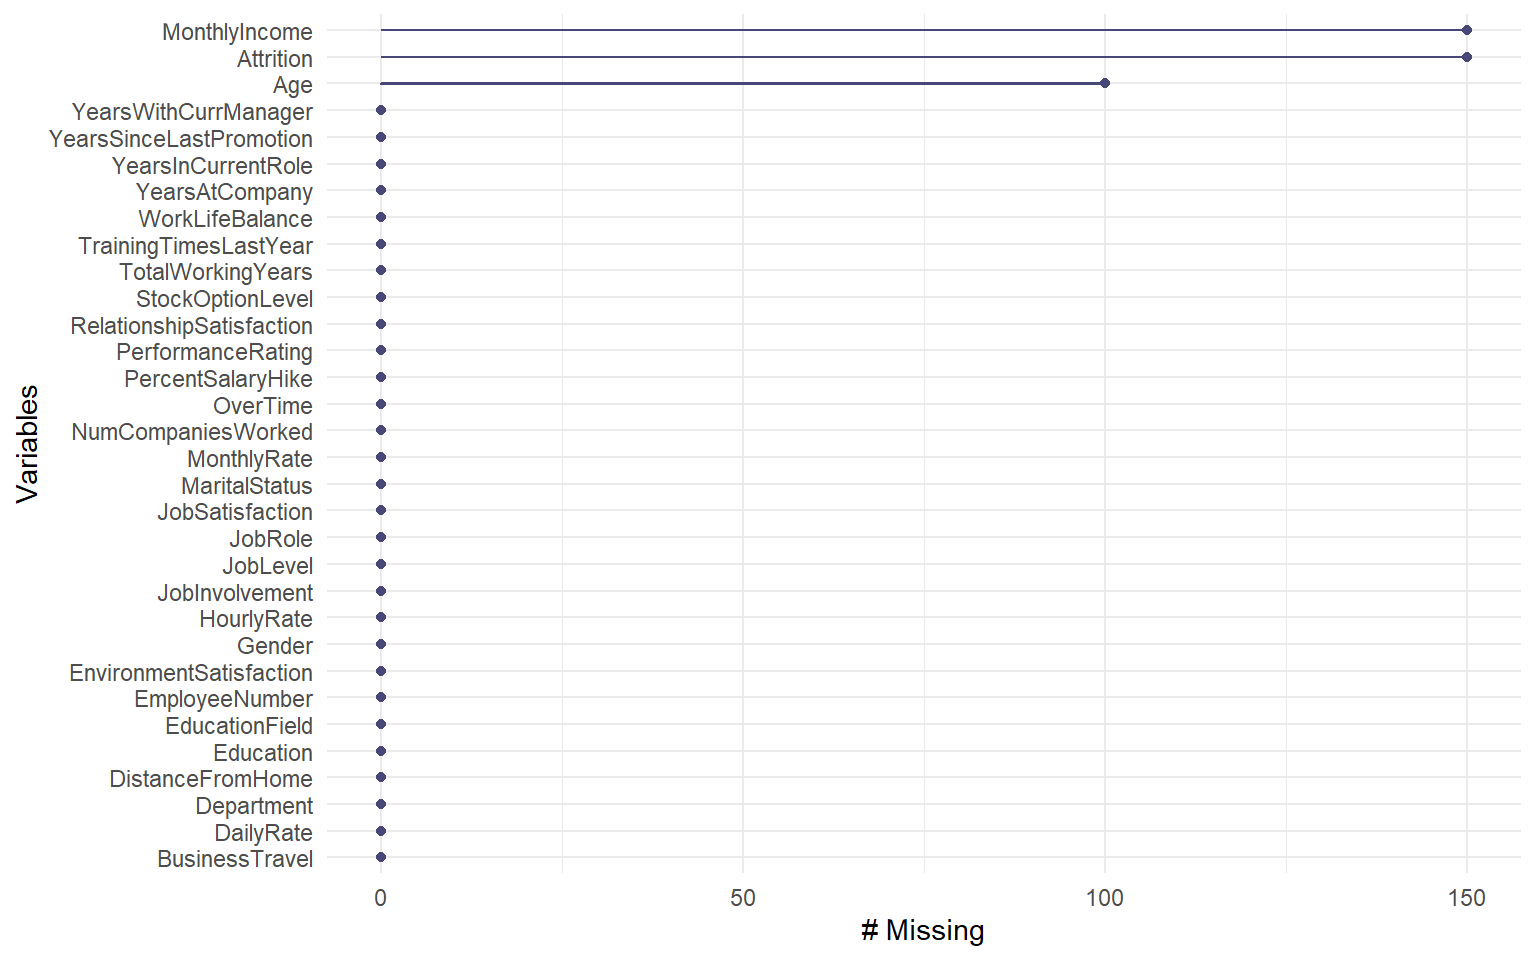 MonthlyIncome
Attrition
Age
YearsWithCurrManager
YearsSinceLastPromotion
YearsInCurrentRole
YearsAtCompany
WorkLifeBalance
TrainingTimesLastYear
TotalWorkingYears
StockOptionLevel
RelationshipSatisfaction
PerformanceRating
PercentSalaryHike
OverTime
NumCompaniesWorked
MonthlyRate
MaritalStatus
JobSatisfaction
JobRole
JobLevel
JobInvolvement
HourlyRate
Gender
EnvironmentSatisfaction
EmployeeNumber
EducationField
Education
DistanceFromHome
Department
DailyRate
BusinessTravel
Variables
0 50 100 150
# Missing